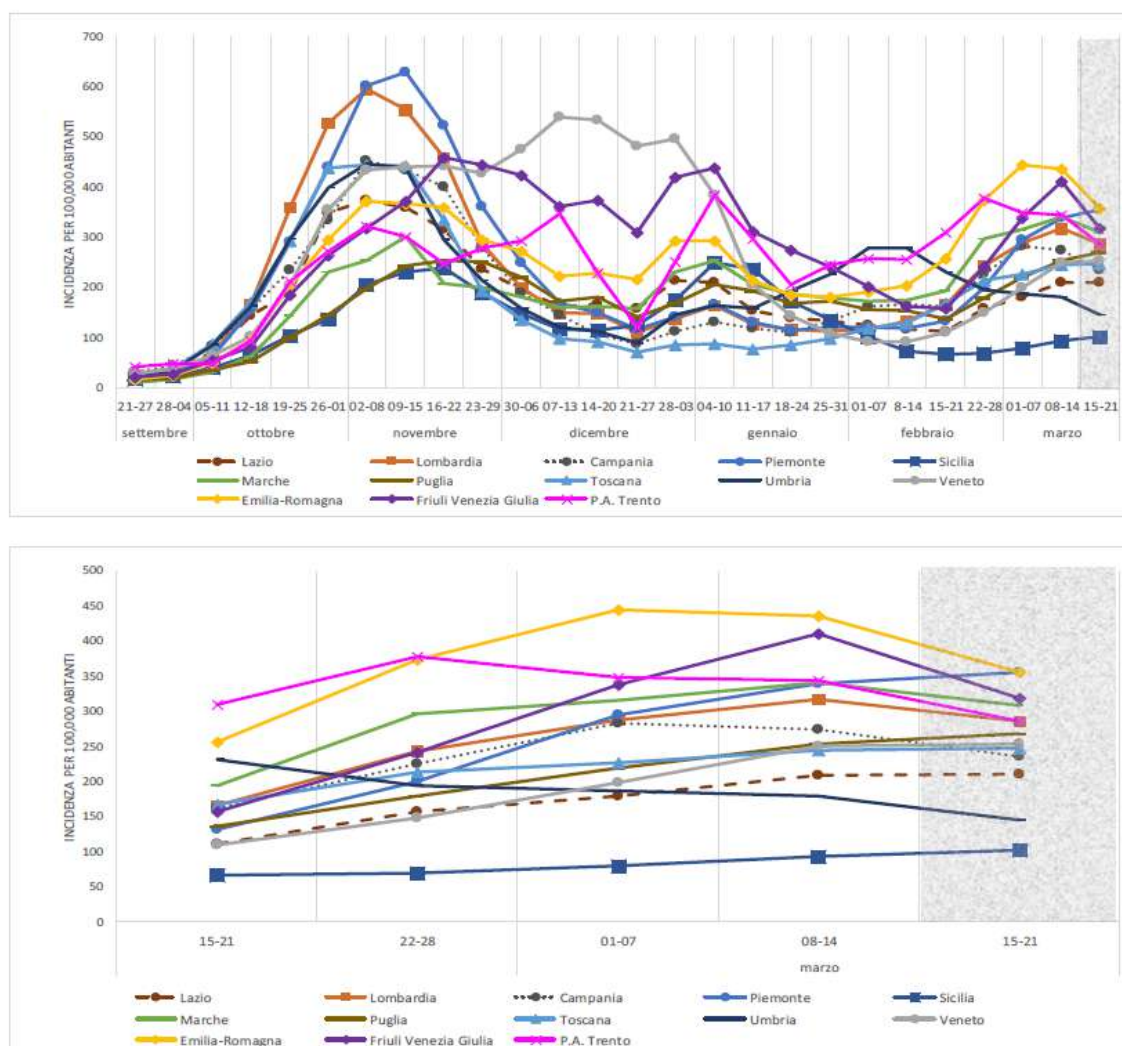 700
600
500
400
300
200
100
0
INCIDENZA PER 100,000 ABITANTI
21-27 28-04 05-11 12-18 19-25 26-01 02-08 09-15 16-22 23-29 30-06 07-13 14-20 21-27 28-03 04-10 11-17 18-24 25-31 01-07 8-14 15-21 22-28 01-07 08-14 15-21
settembre ottobre novembre dicembre gennaio febbraio marzo
Lazio Lombardia Campania Piemonte Sicilia
Marche Puglia Toscana Umbria Veneto
Emilia-Romagna Friuli Venezia Giulia P.A. Trento
500
450
400
350
300
250
200
150
100
50
0
INCIDENZA PER 100,000 ABITANTI
15-21 22-28 01-07 08-14 15-21
marzo
Lazio Lombardia Campania Piemonte Sicilia
Marche Puglia Toscana Umbria Veneto
Emilia-Romagna Friuli Venezia Giulia P.A. Trento